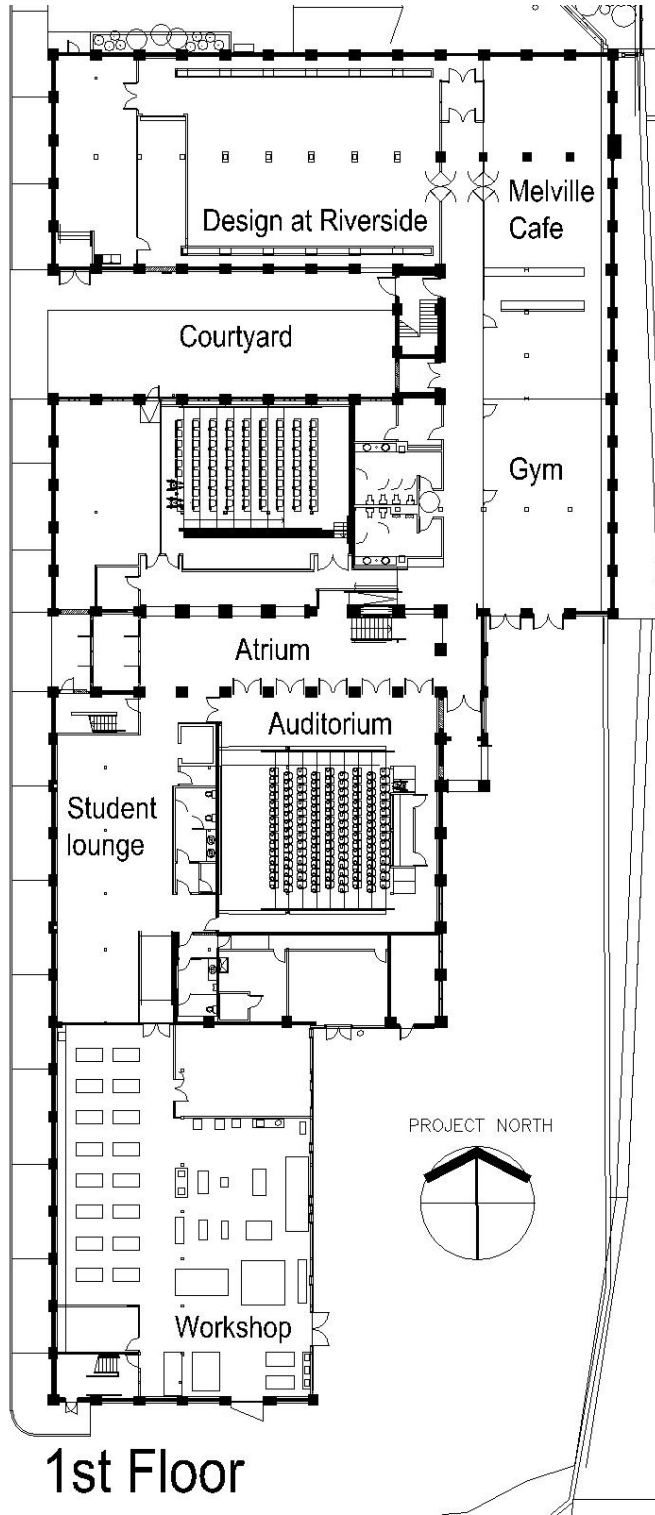 Design at Riverside
Melville
Cafe
Courtyard
Gym
Atrium
Auditorium
Student
lounge
PROJECT NORTH
Workshop
1st Floor